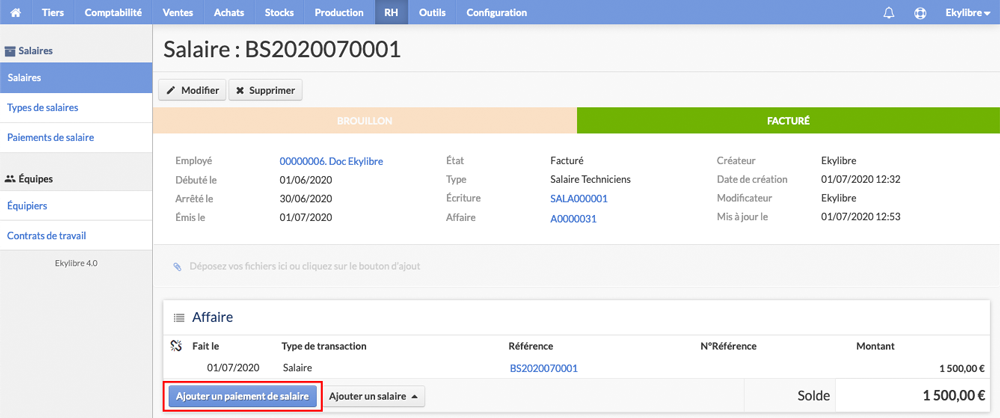 Tiers Comptabilité Ventes Achats Stocks Production RH Outils Configuration Ekylibre
Salaires
Salaires
Types de salaires
Paiements de salaire
Équipes
Équipiers
Contrats de travail
Ekylibre 4.0
Salaire : BS2020070001
Modifier Supprimer
BROUILLON FACTURÉ
Employé 00000006. Doc Ekylibre État Facturé Créateur Ekylibre
Débuté le 01/06/2020 Type Salaire Techniciens Date de création 01/07/2020 12:32
Arrêté le 30/06/2020 Écriture SALA000001 Modificateur Ekylibre
Émis le 01/07/2020 Affaire A0000031 Mis à jour le 01/07/2020 12:53
Déposez vos fichiers ici ou cliquez sur le bouton d'ajout
Affaire
Fait le Type de transaction Référence N°Référence Montant
01/07/2020 Salaire BS2020070001 1 500,00 €
Ajouter un paiement de salaire Ajouter un salaire Solde 1 500,00 €